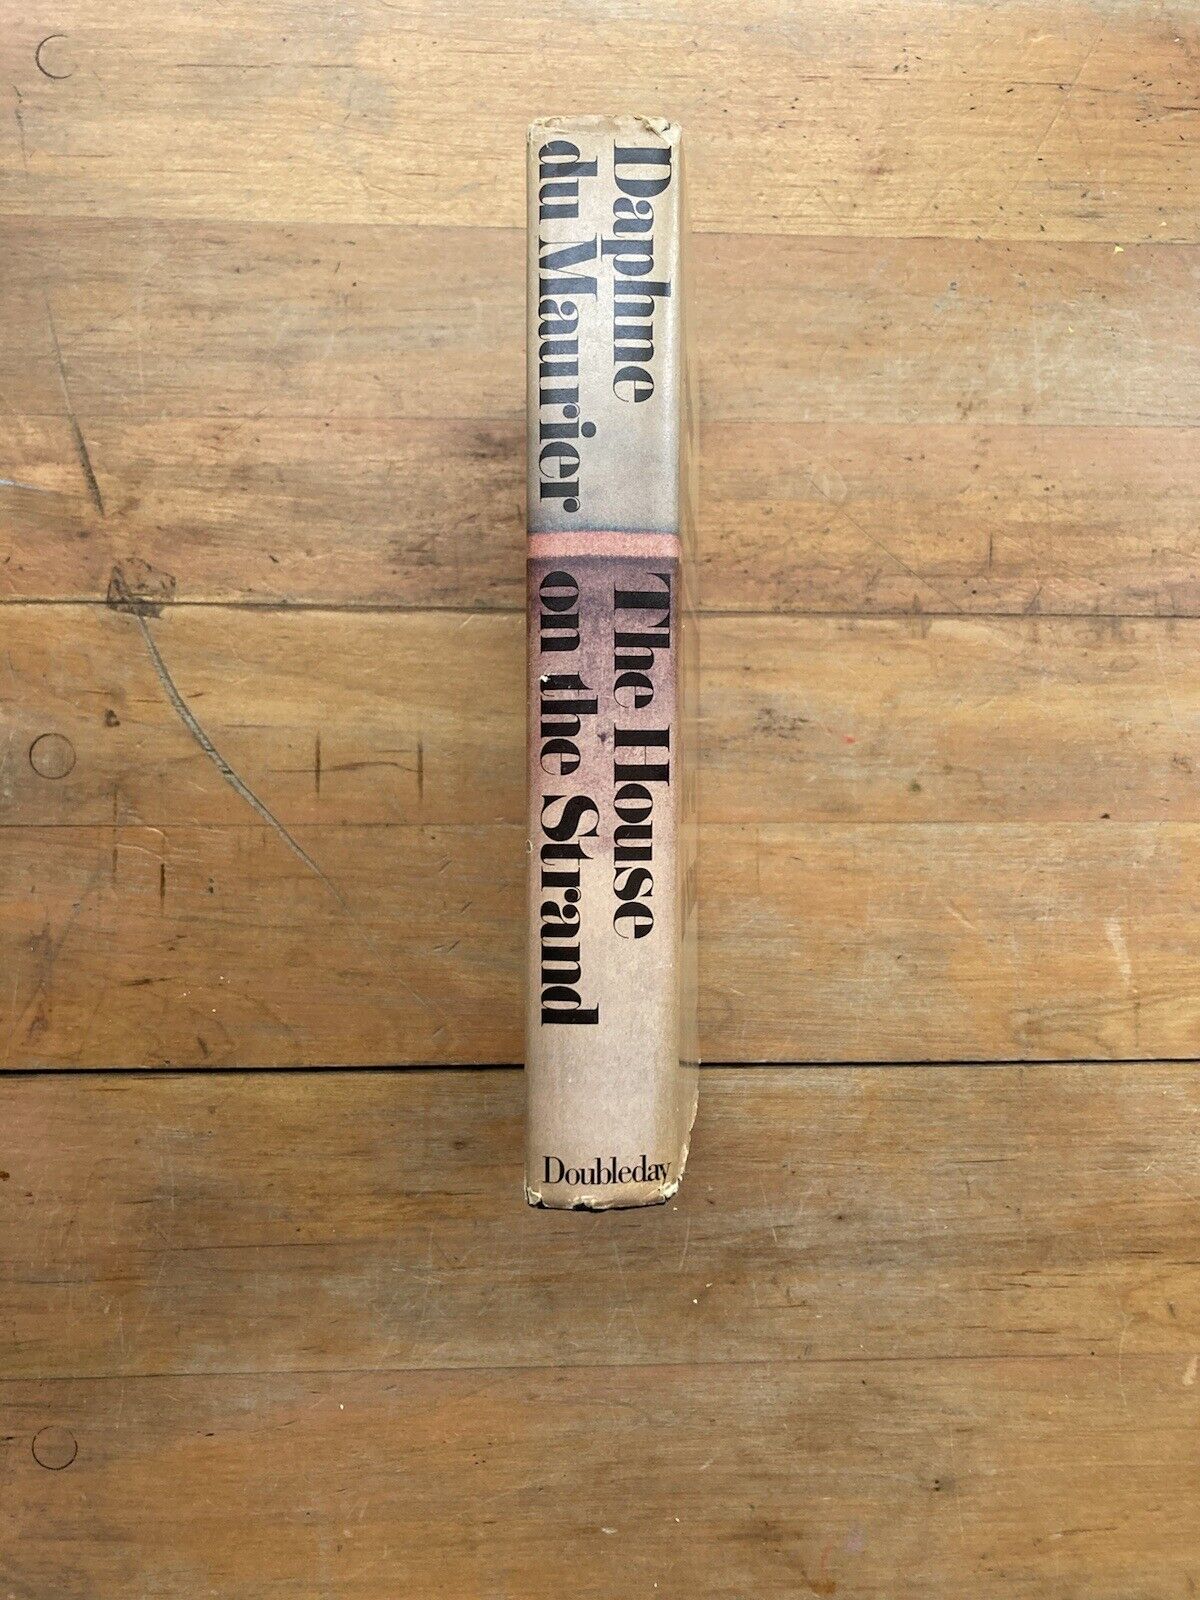 Daphne
du Maurier
The House
on the Strand
Doubleday